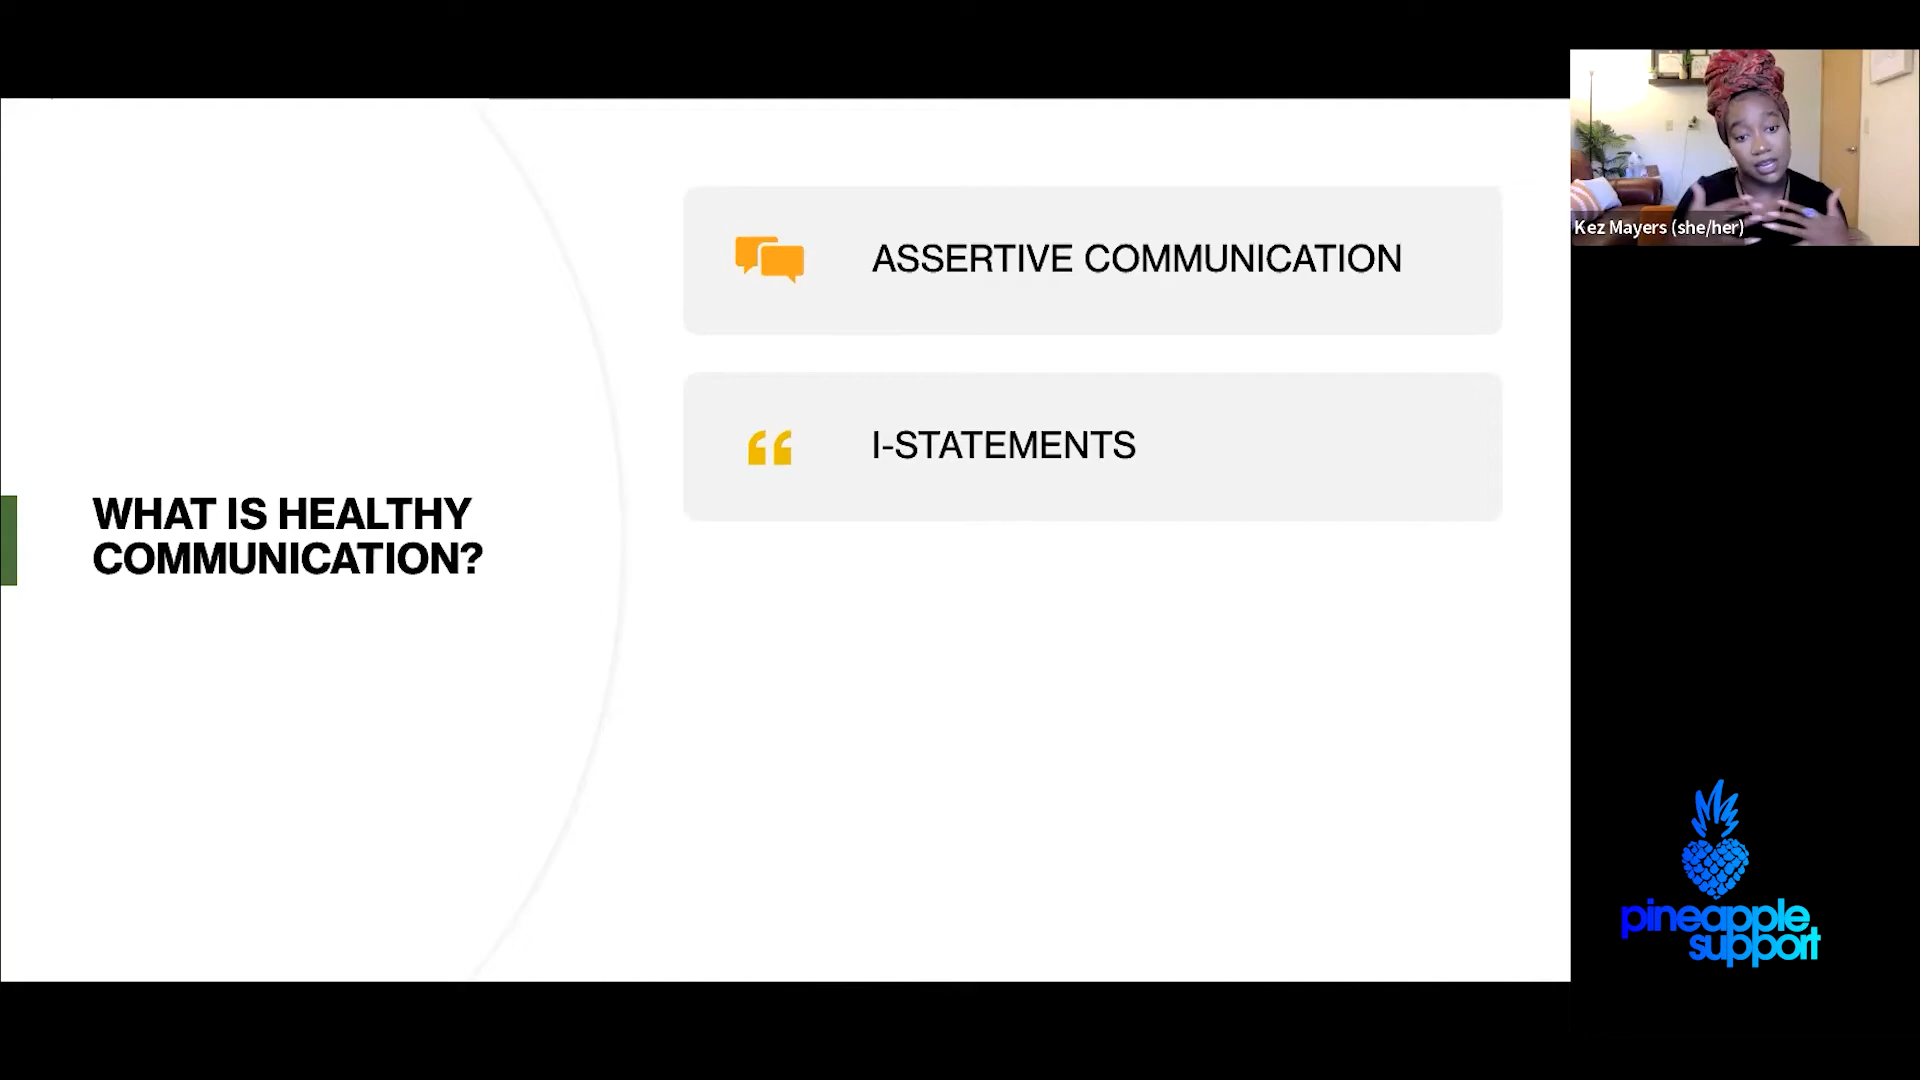 WHAT IS HEALTHY
COMMUNICATION?
ASSERTIVE COMMUNICATION
I-STATEMENTS
Kez Mayers (she/her)
pineapple
support